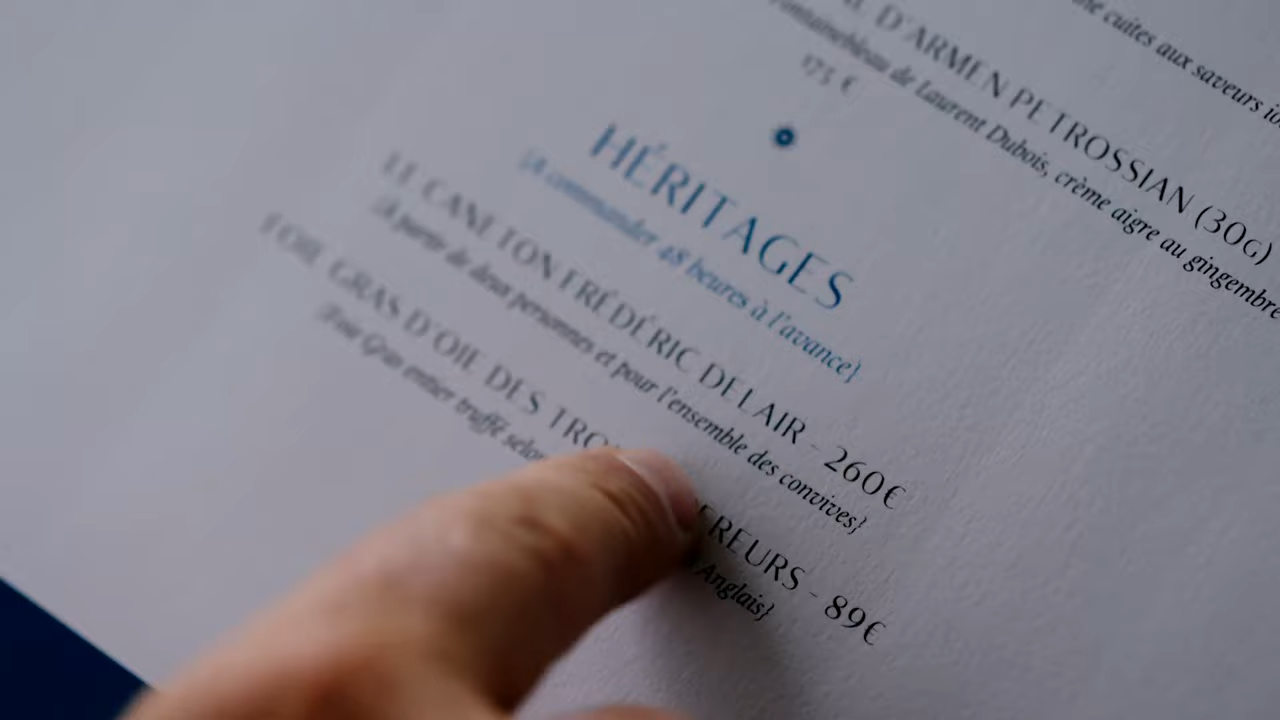 ne cuites aux saveurs io
D'ARMEN PETROSSIAN (30G)
Fontainebleau de Laurent Dubois, crème aigre au gingembre
175 €
HÉRITAGES
{A commander 48 heures à l'avance}
LE CANETON FRÉDÉRIC DELAIR - 260€
{A partir de deux personnes et pour l'ensemble des convives}
FOIE GRAS D'OIE DES TRO EREURS - 89€
{Foie Gras entier truffé selon Anglais}